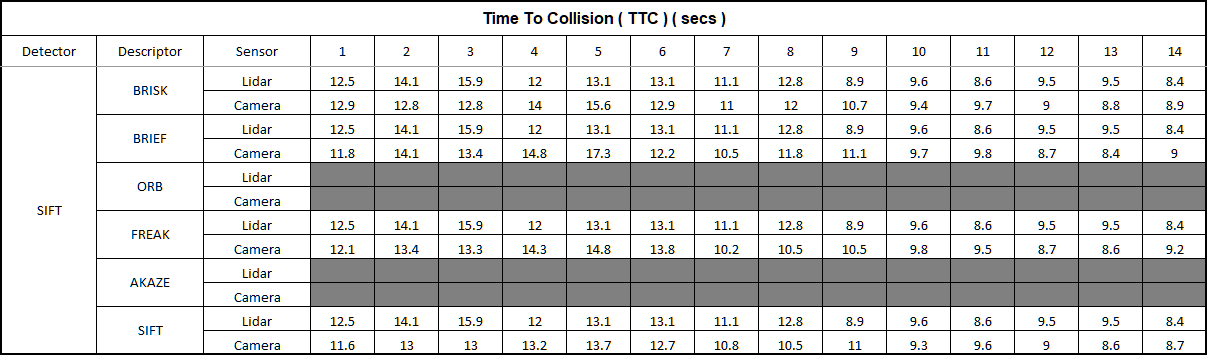 Time To Collision ( TTC ) ( secs )
Detector Descriptor Sensor 1 2 3 4 5 6 7 8 9 10 11 12 13 14
SIFT
BRISK
Lidar 12.5 14.1 15.9 12 13.1 13.1 11.1 12.8 8.9 9.6 8.6 9.5 9.5 8.4
Camera 12.9 12.8 12.8 14 15.6 12.9 11 12 10.7 9.4 9.7 9 8.8 8.9
BRIEF
Lidar 12.5 14.1 15.9 12 13.1 13.1 11.1 12.8 8.9 9.6 8.6 9.5 9.5 8.4
Camera 11.8 14.1 13.4 14.8 17.3 12.2 10.5 11.8 11.1 9.7 9.8 8.7 8.4 9
ORB
Lidar
Camera
FREAK
Lidar 12.5 14.1 15.9 12 13.1 13.1 11.1 12.8 8.9 9.6 8.6 9.5 9.5 8.4
Camera 12.1 13.4 13.3 14.3 14.8 13.8 10.2 10.5 10.5 9.8 9.5 8.7 8.6 9.2
AKAZE
Lidar
Camera
SIFT
Lidar 12.5 14.1 15.9 12 13.1 13.1 11.1 12.8 8.9 9.6 8.6 9.5 9.5 8.4
Camera 11.6 13 13 13.2 13.7 12.7 10.8 10.5 11 9.3 9.6 9 8.6 8.7